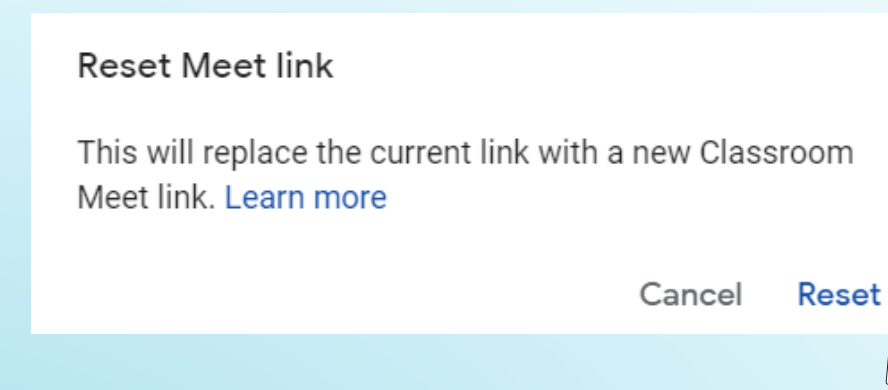 Reset Meet link
This will replace the current link with a new Classroom
Meet link. Learn more
Cancel Reset